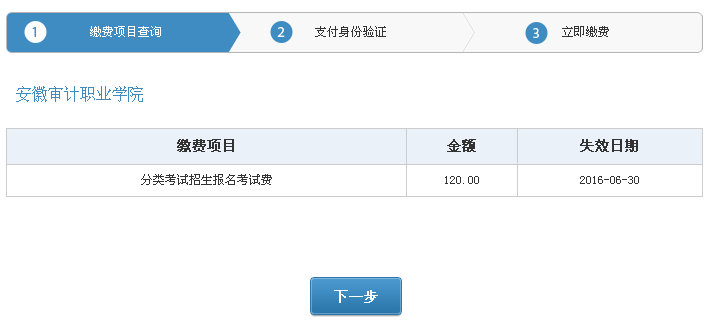 1 缴费项目查询 2 支付身份验证 3 立即缴费
安徽审计职业学院
缴费项目 金额 失效日期
分类考试招生报名考试费 120.00 2016-06-30
下一步